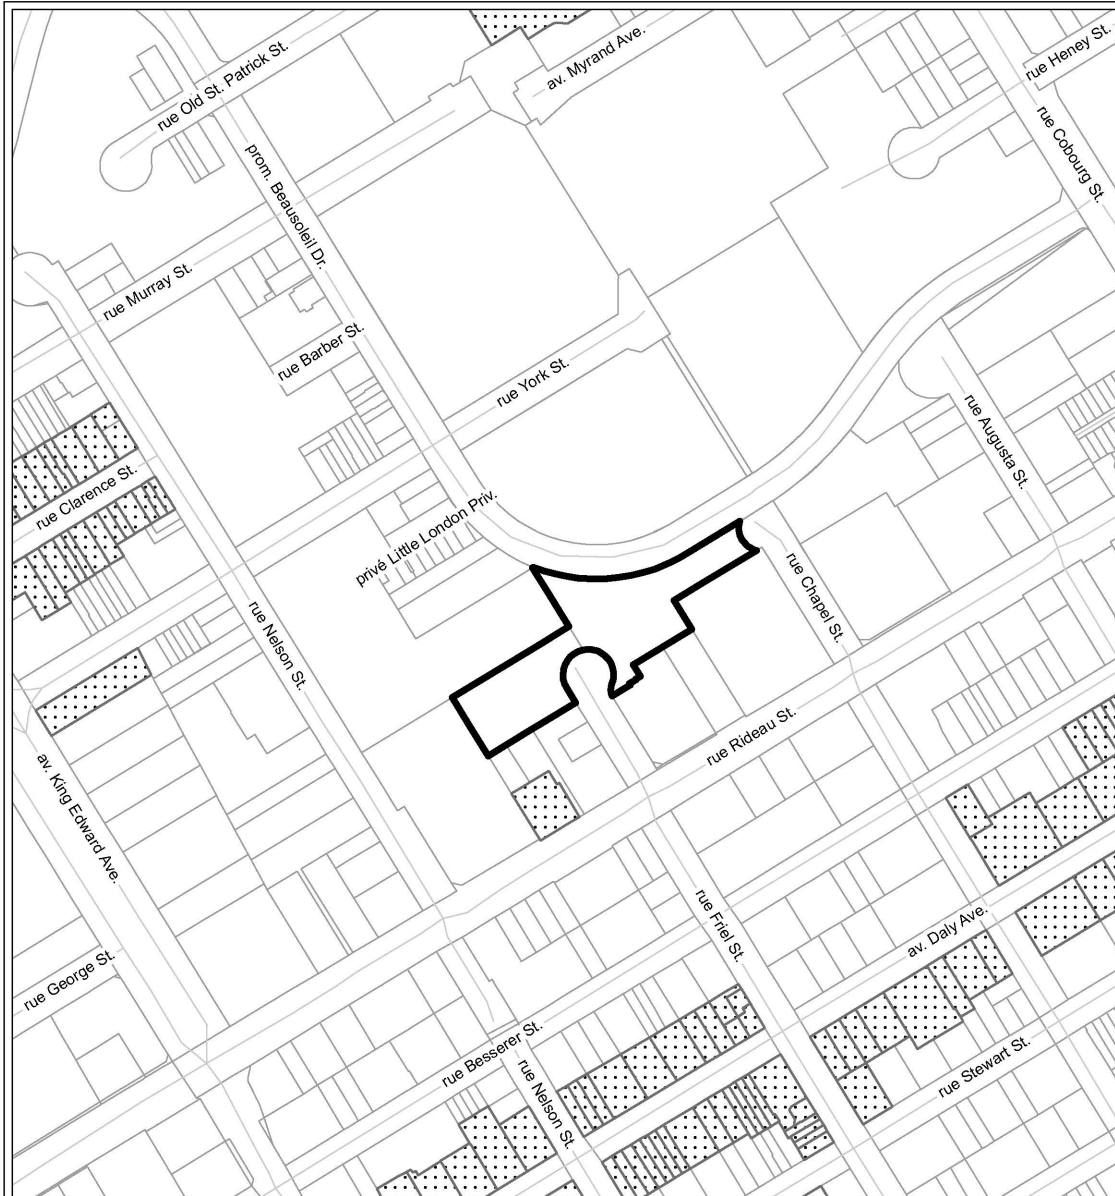 rue Old St. Patrick St.
av. Myrand Ave.
rue Heney St.
rue Cobourg St.
prom. Beausoleil Dr.
rue Murray St.
rue Barber St.
rue York St.
rue Augusta St.
rue Clarence St.
privé Little London Priv.
rue Chapel St.
rue Nelson St.
rue Rideau St.
av. King Edward Ave.
rue Friel St.
av. Daly Ave.
rue George St.
rue Besserer St.
rue Nelson St.
rue Stewart St.